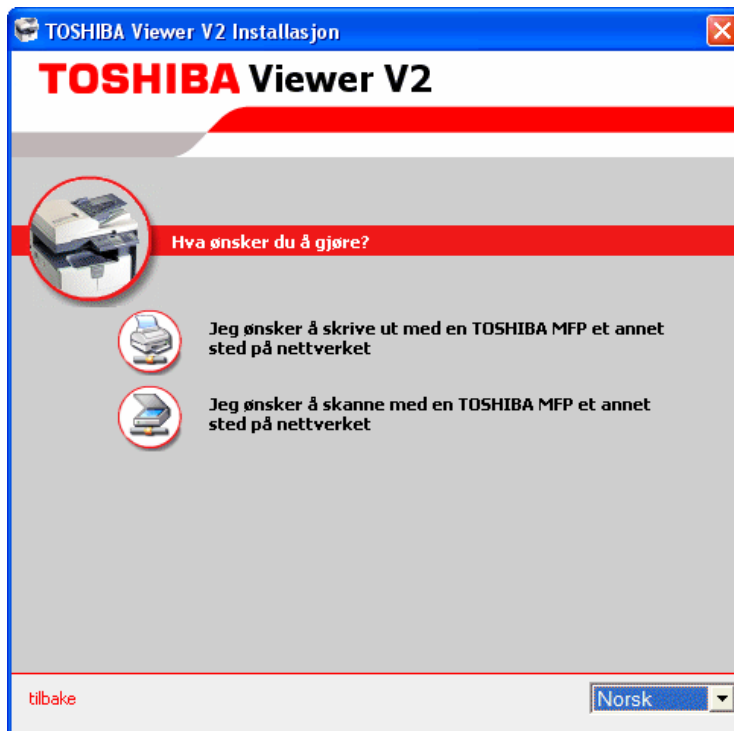 TOSHIBA Viewer V2 Installasjon
TOSHIBA Viewer V2
Hva ønsker du å gjøre?
Jeg ønsker å skrive ut med en TOSHIBA MFP et annet
sted på nettverket
Jeg ønsker å skanne med en TOSHIBA MFP et annet
sted på nettverket
tilbake
Norsk